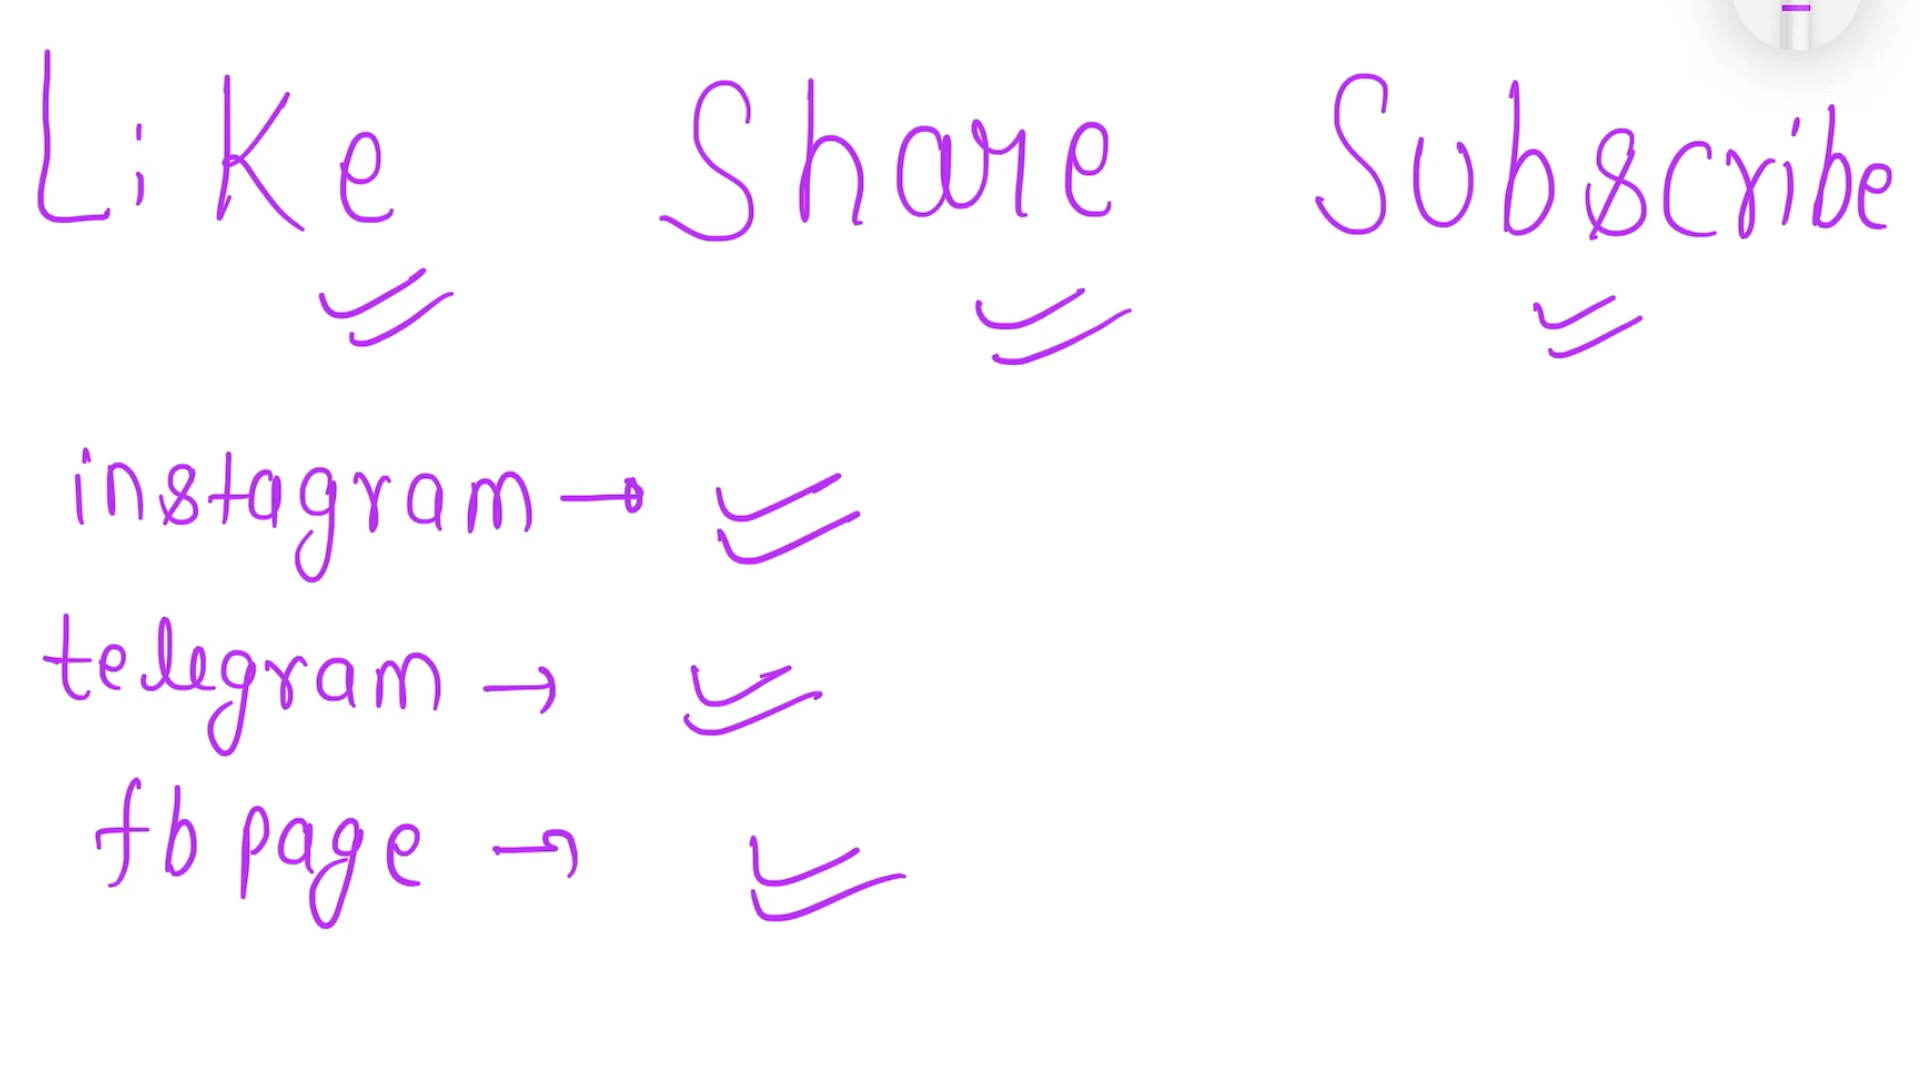 Like Share Subscribe
instagram →
telegram →
fb page →